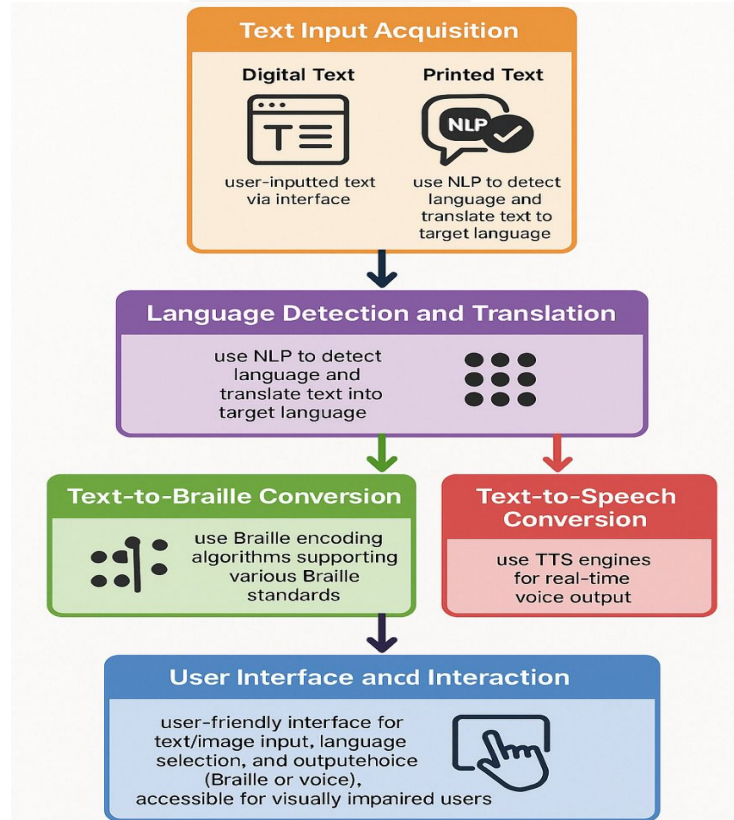 Text Input Acquisition
Digital Text
user-inputted text
via interface
Printed Text
NLP
use NLP to detect
language and
translate text to
target language
Language Detection and Translation
use NLP to detect
language and
translate text into
target language
Text-to-Braille Conversion
use Braille encoding
algorithms supporting
various Braille
standards
Text-to-Speech
Conversion
use TTS engines
for real-time
voice output
User Interface ancd Interaction
user-friendly interface for
text/image input, language
selection, and outputehoice
(Braille or voice),
accessible for visually impaired users